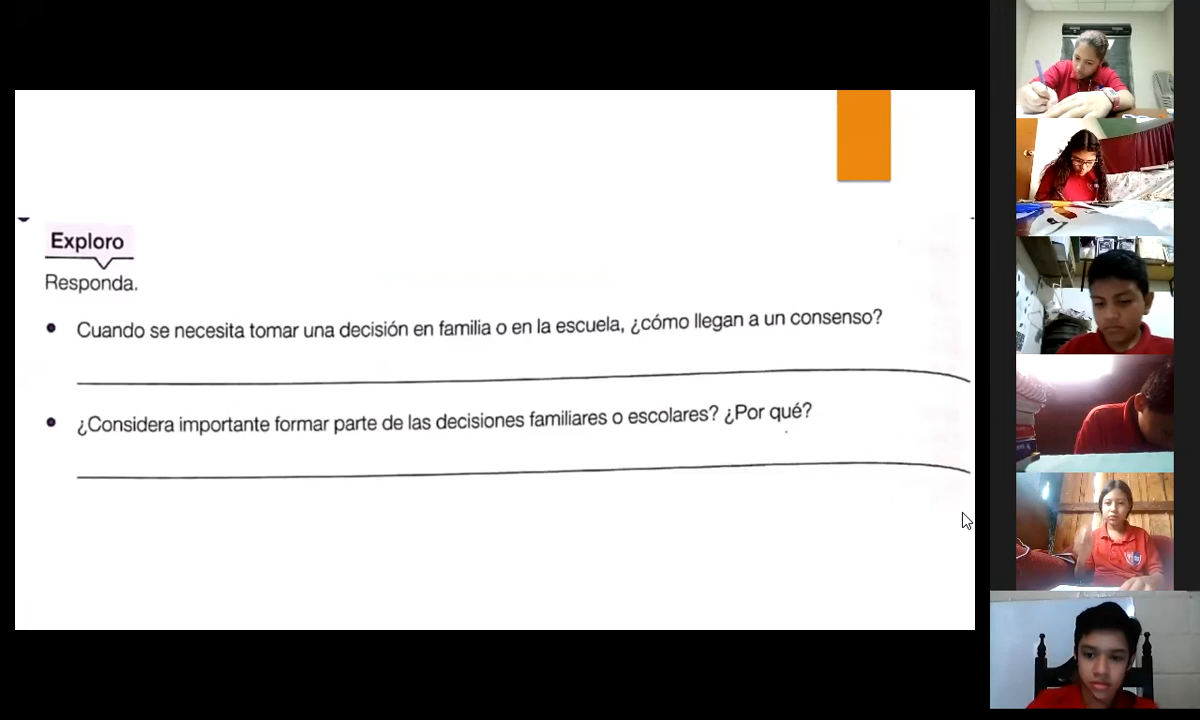 Exploro
Responda.
• Cuando se necesita tomar una decisión en familia o en la escuela, ¿cómo llegan a un consenso?
• ¿Considera importante formar parte de las decisiones familiares o escolares? ¿Por qué?